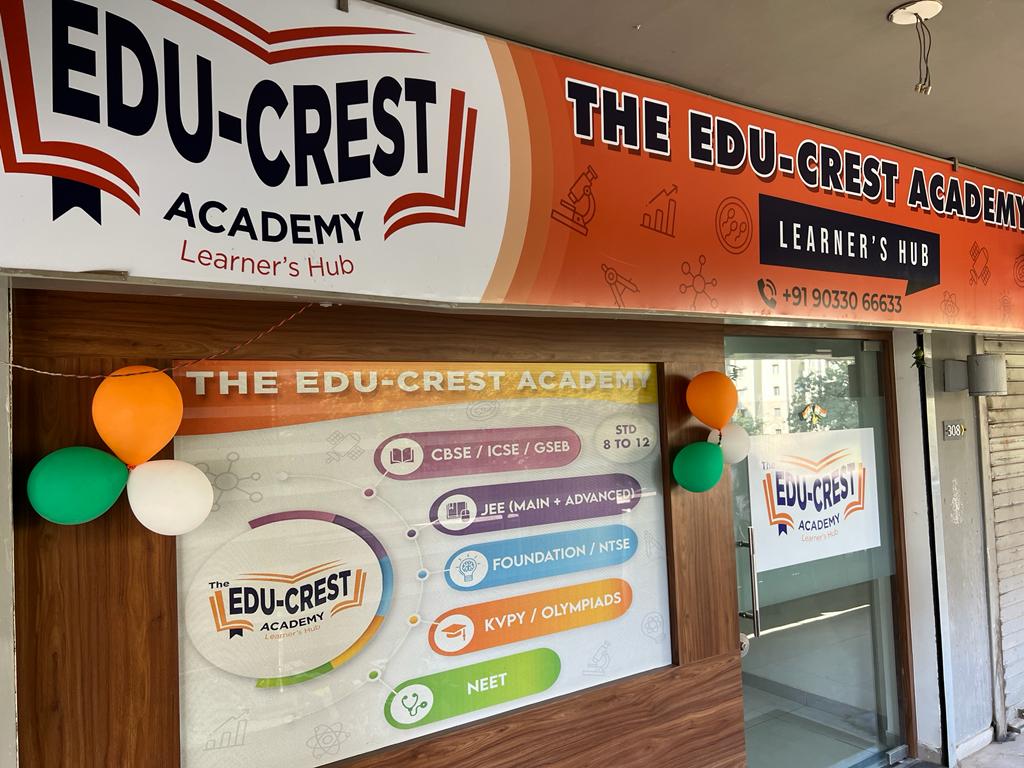 EDU-CREST
ACADEMY
Learner's Hub
THE EDU-CREST ACADEMY
LEARNER'S HUB
+91 90330 66633
THE EDU-CREST ACADEMY
STD
8 TO 12
CBSE / ICSE / GSEB
JEE (MAIN + ADVANCED)
FOUNDATION / NTSE
KVPY / OLYMPIADS
NEET
The
EDU-CREST
ACADEMY
Learner's Hub
The
EDU-CREST
ACADEMY
Learner's Hub
308